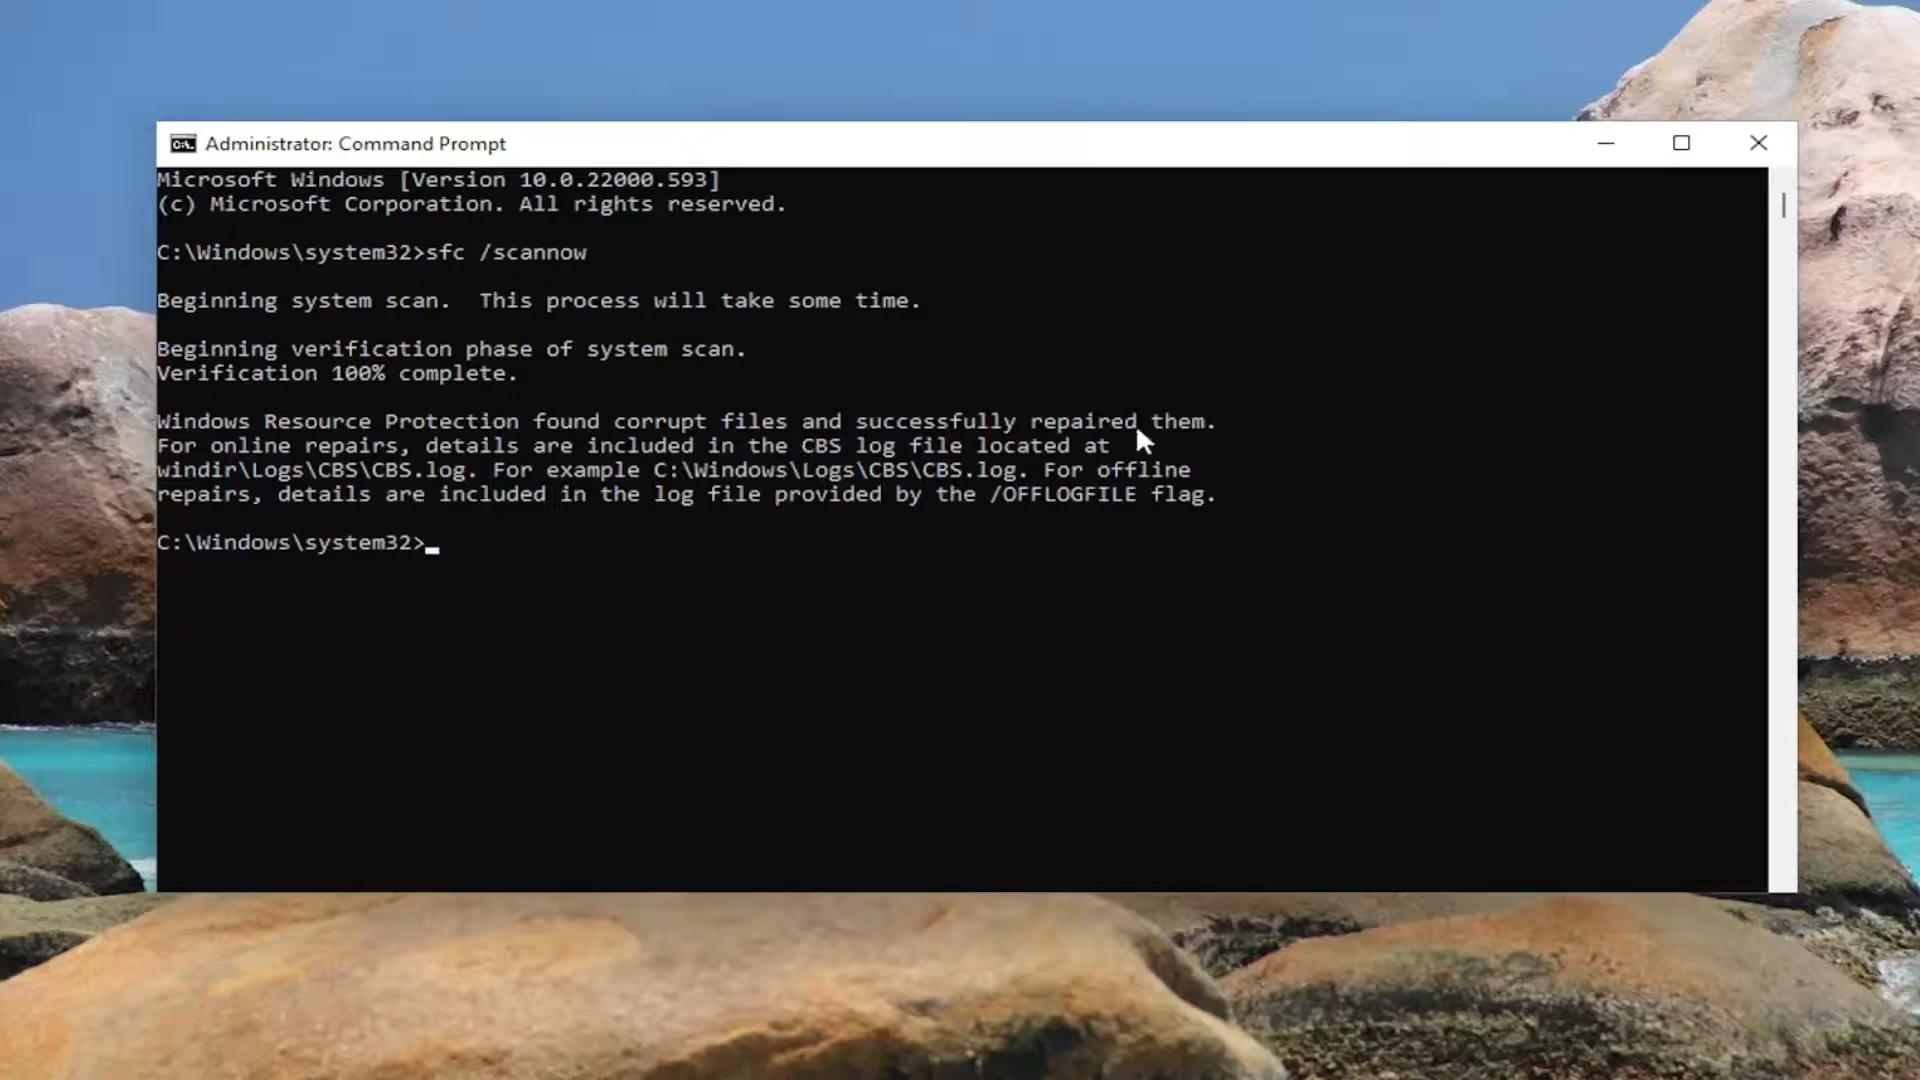 Administrator: Command Prompt
Microsoft Windows [Version 10.0.22000.593]
(c) Microsoft Corporation. All rights reserved.
C:\Windows\system32>sfc /scannow
Beginning system scan.  This process will take some time.
Beginning verification phase of system scan.
Verification 100% complete.
Windows Resource Protection found corrupt files and successfully repaired them.
For online repairs, details are included in the CBS log file located at
windir\Logs\CBS\CBS.log. For example C:\Windows\Logs\CBS\CBS.log. For offline
repairs, details are included in the log file provided by the /OFFLOGFILE flag.
C:\Windows\system32>